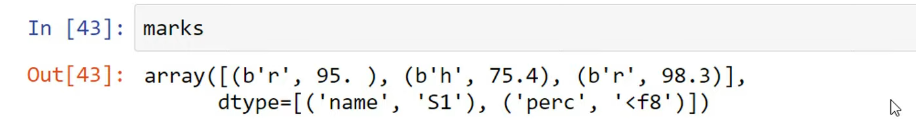 In [43]: marks
Out[43]: array([(b'r', 95. ), (b'h', 75.4), (b'r', 98.3)],
dtype=[('name', 'S1'), ('perc', '<f8')])